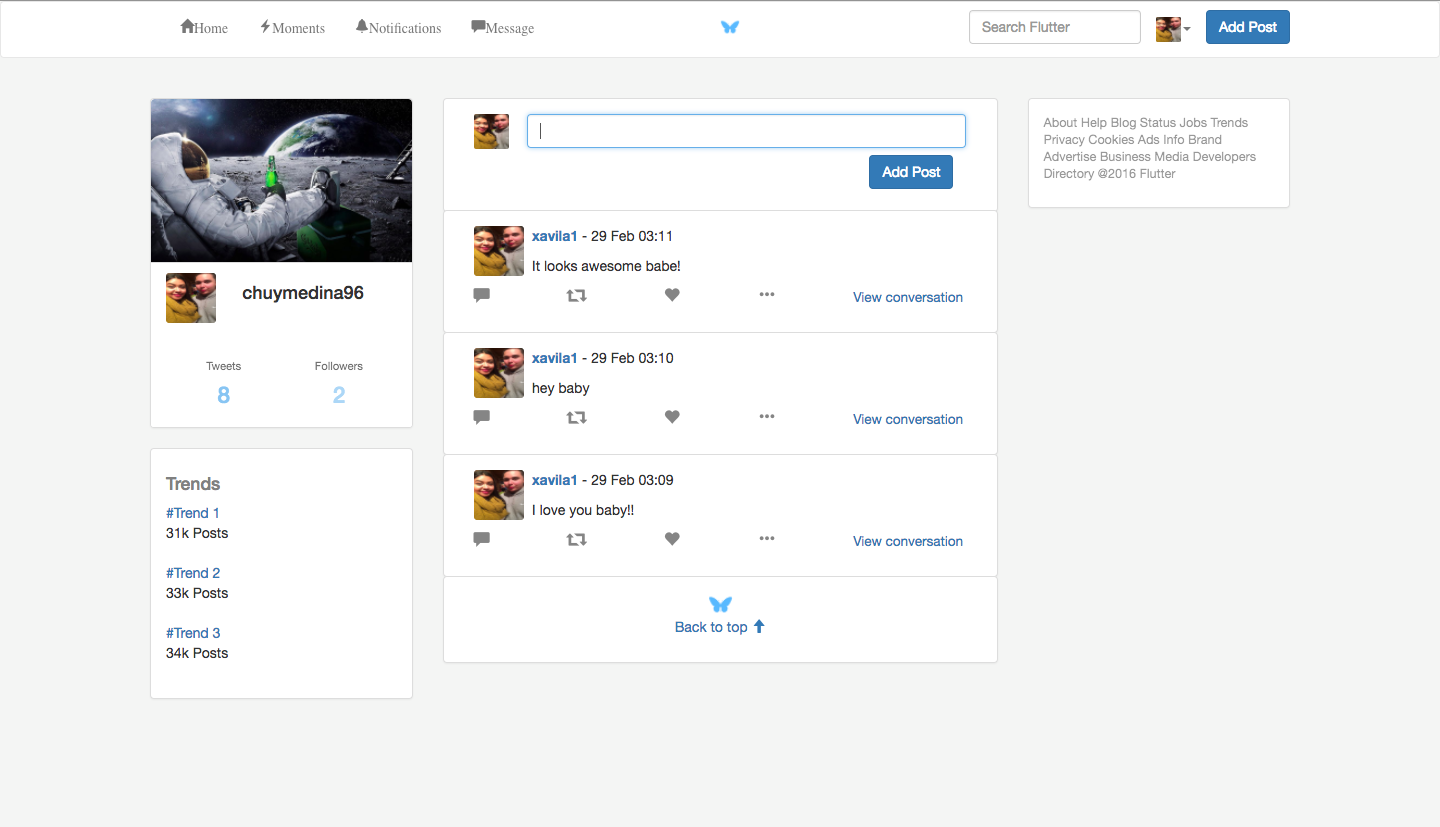 Home Moments Notifications Message Search Flutter Add Post
chuymedina96
Tweets Followers
8 2
Trends
#Trend 1
31k Posts
#Trend 2
33k Posts
#Trend 3
34k Posts
Add Post
xavila1 - 29 Feb 03:11
It looks awesome babe!
View conversation
xavila1 - 29 Feb 03:10
hey baby
View conversation
xavila1 - 29 Feb 03:09
I love you baby!!
View conversation
Back to top
About Help Blog Status Jobs Trends
Privacy Cookies Ads Info Brand
Advertise Business Media Developers
Directory @2016 Flutter